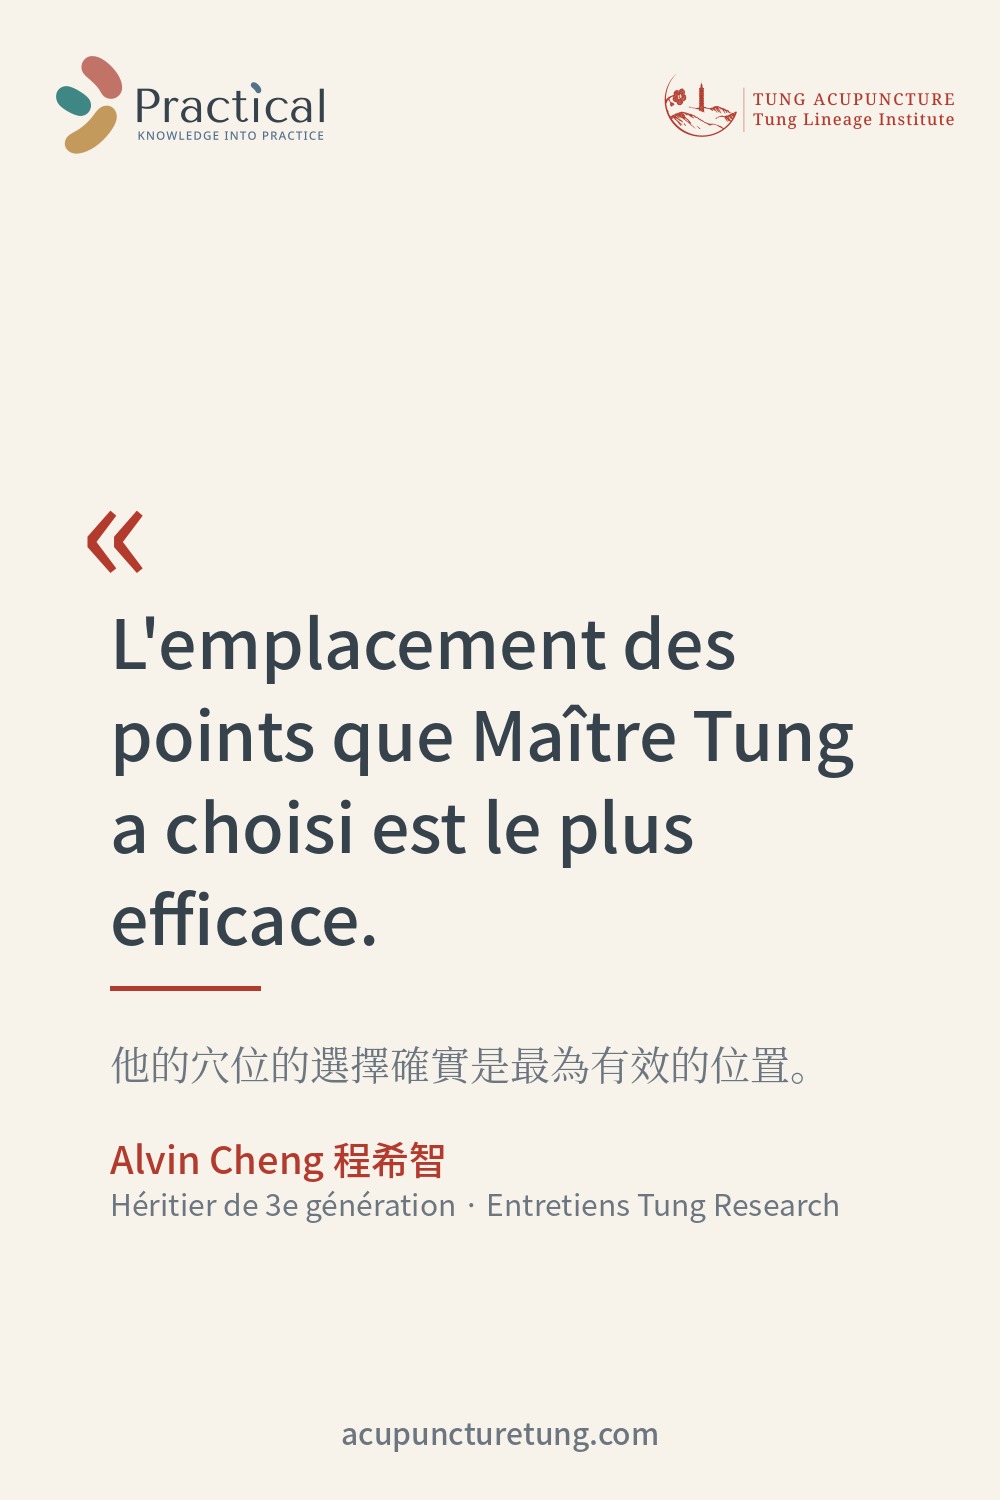 Practical
KNOWLEDGE INTO PRACTICE
TUNG ACUPUNCTURE
Tung Lineage Institute
«
L'emplacement des
points que Maître Tung
a choisi est le plus
efficace.
他的穴位的選擇確實是最為有效的位置。
Alvin Cheng 程希智
Héritier de 3e génération · Entretiens Tung Research
acupuncturetung.com